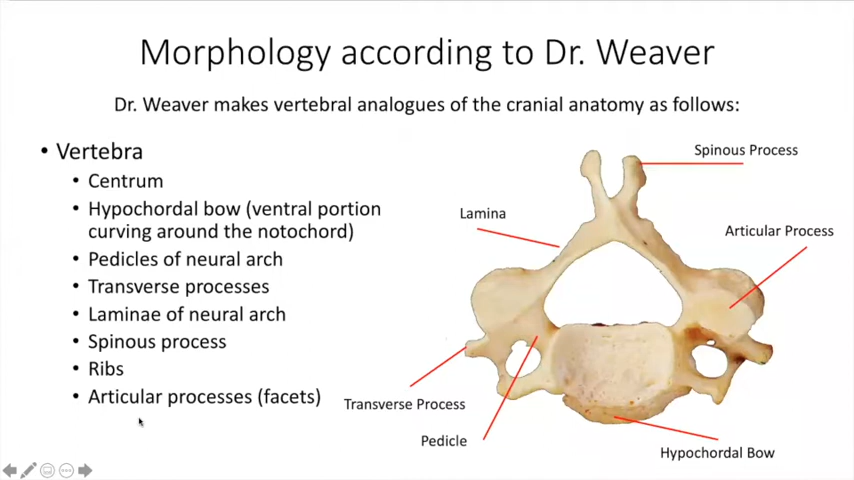 Morphology according to Dr. Weaver
Dr. Weaver makes vertebral analogues of the cranial anatomy as follows:
• Vertebra
• Centrum
• Hypochordal bow (ventral portion
curving around the notochord)
• Pedicles of neural arch
• Transverse processes
• Laminae of neural arch
• Spinous process
• Ribs
• Articular processes (facets)
Spinous Process
Lamina
Articular Process
Transverse Process
Pedicle
Hypochordal Bow